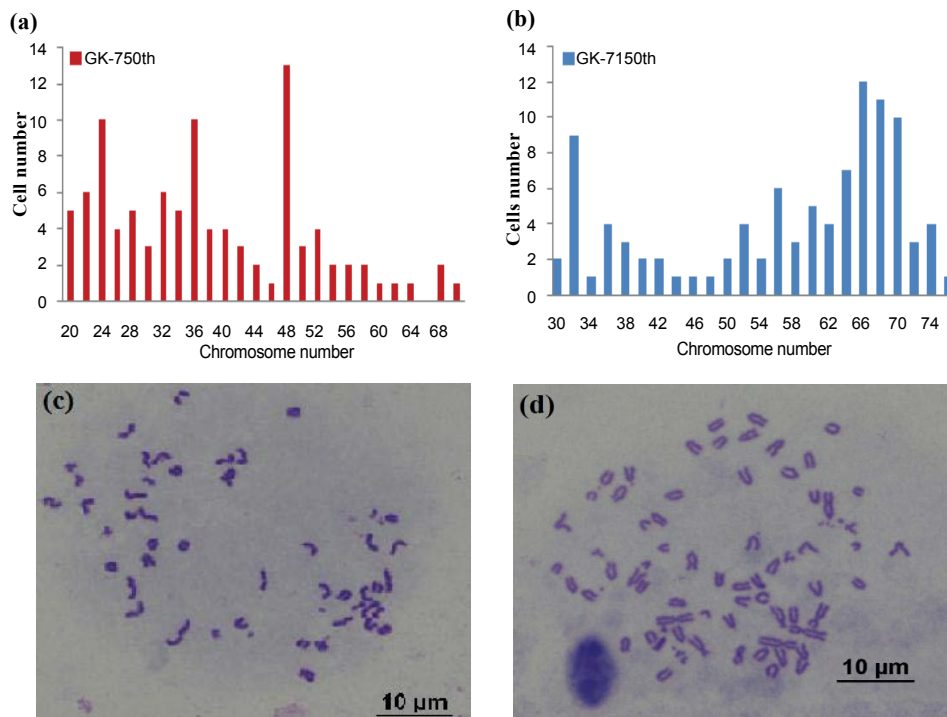 (a)
14
12
10
8
6
4
2
0
Cell number
GK-750th
20 24 28 32 36 40 44 48 52 56 60 64 68
Chromosome number
(b)
14
12
10
8
6
4
2
0
Cells number
GK-7150th
30 34 38 42 46 50 54 58 62 66 70 74
Chromosome number
(c)
10 μm
(d)
10 μm